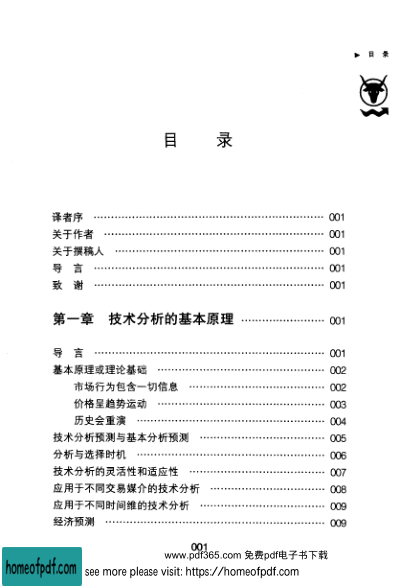 ▶ 目 录
目 录
译者序 …… 001
关于作者 …… 001
关于撰稿人 …… 001
导 言 …… 001
致 谢 …… 001
第一章 技术分析的基本原理 …… 001
导 言 …… 001
基本原理或理论基础 …… 002
市场行为包含一切信息 …… 002
价格呈趋势运动 …… 003
历史会重演 …… 004
技术分析预测与基本分析预测 …… 005
分析与选择时机 …… 006
技术分析的灵活性和适应性 …… 007
应用于不同交易媒介的技术分析 …… 008
应用于不同时间维的技术分析 …… 009
经济预测 …… 009
001
www.pdf365.com 免费pdf电子书下载
homeofpdf.com
see more please visit: https://homeofpdf.com